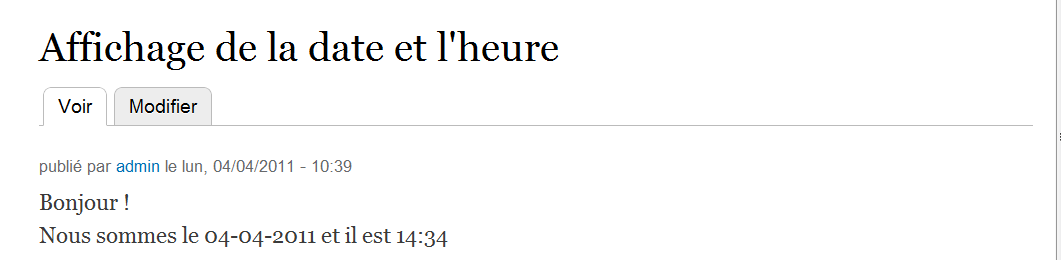 Affichage de la date et l'heure
Voir Modifier
publié par admin le lun, 04/04/2011 - 10:39
Bonjour !
Nous sommes le 04-04-2011 et il est 14:34